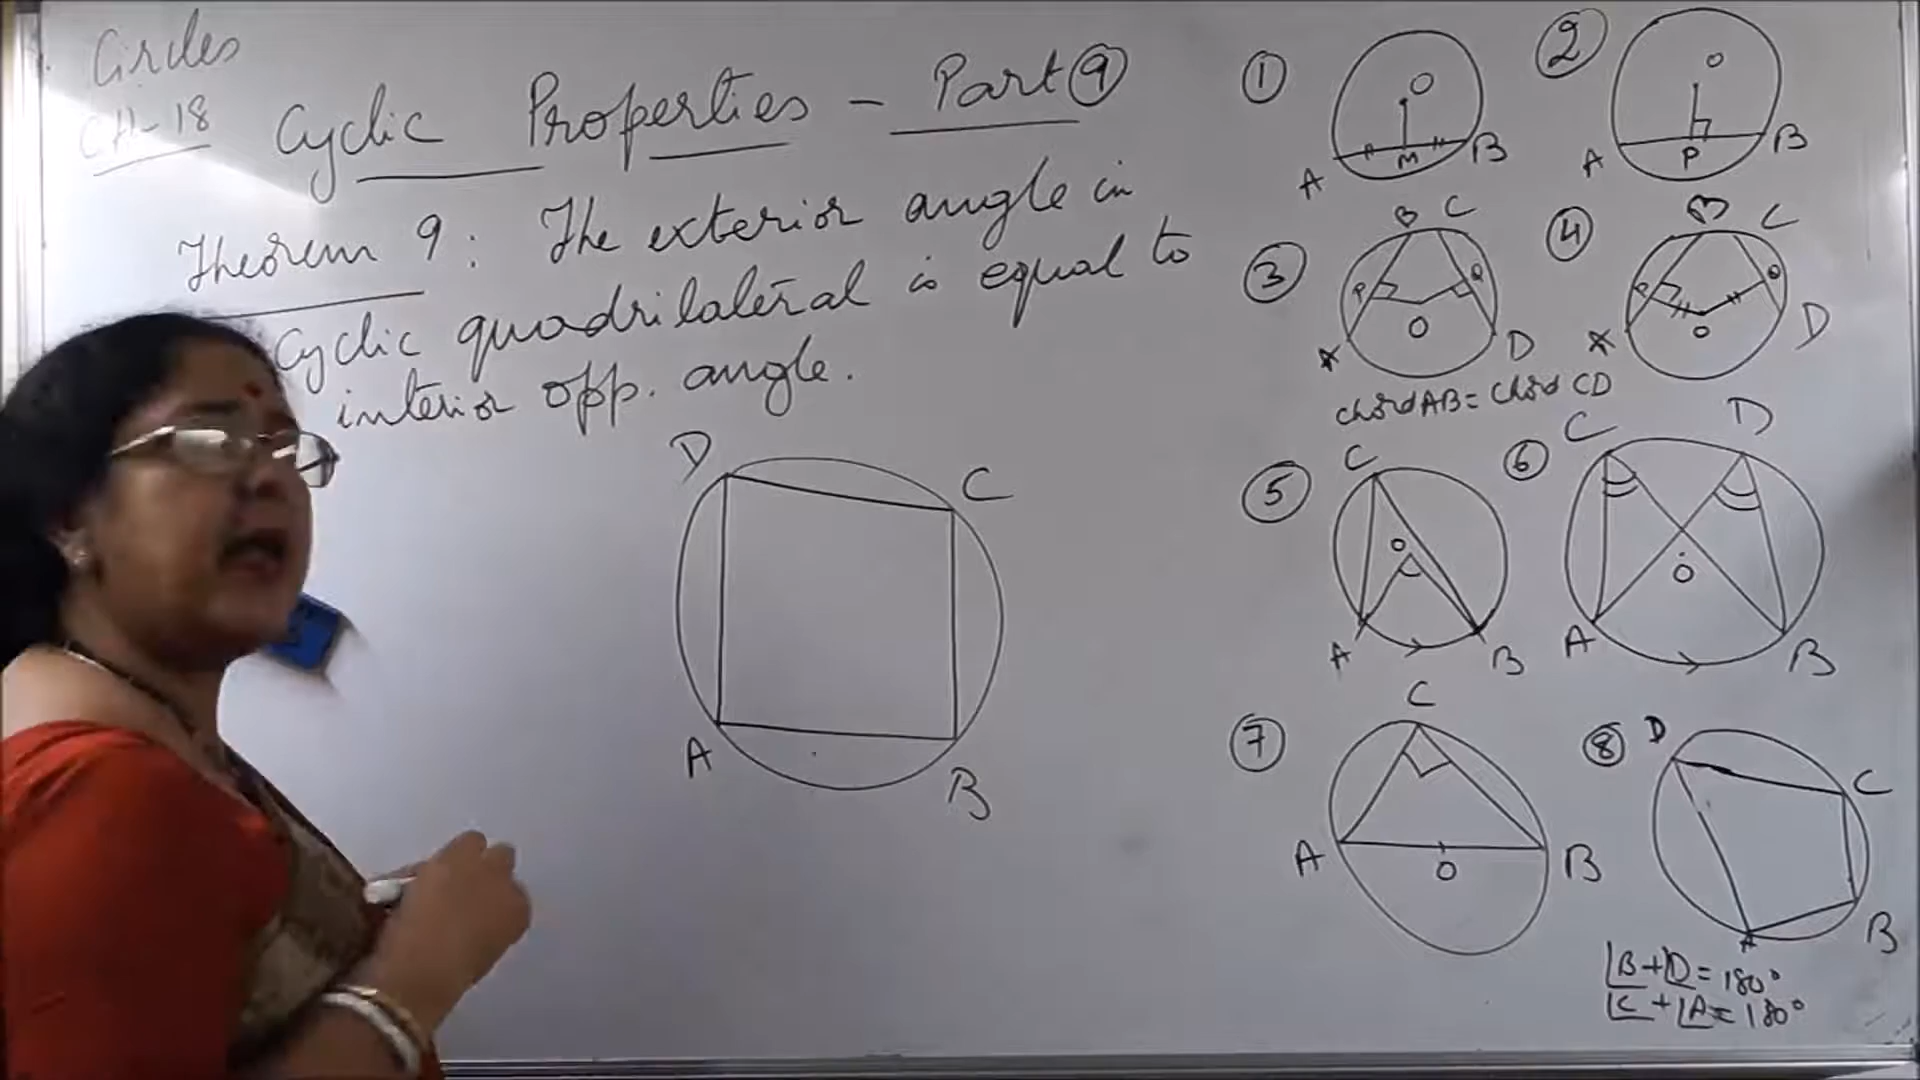 Circles
CH-18
Cyclic Properties - Part 9
Theorem 9: The exterior angle in
cyclic quadrilateral is equal to
interior opp. angle.
D C
A B
1
O
A M B
2
O
A P B
3
B C
P Q
O
A D
chord AB = chord CD
4
B C
P Q
O
A D
5
C
O
A B
6
C D
O
A B
7
C
A O B
8
D C
A B
∠B+∠D=180°
∠C+∠A=180°